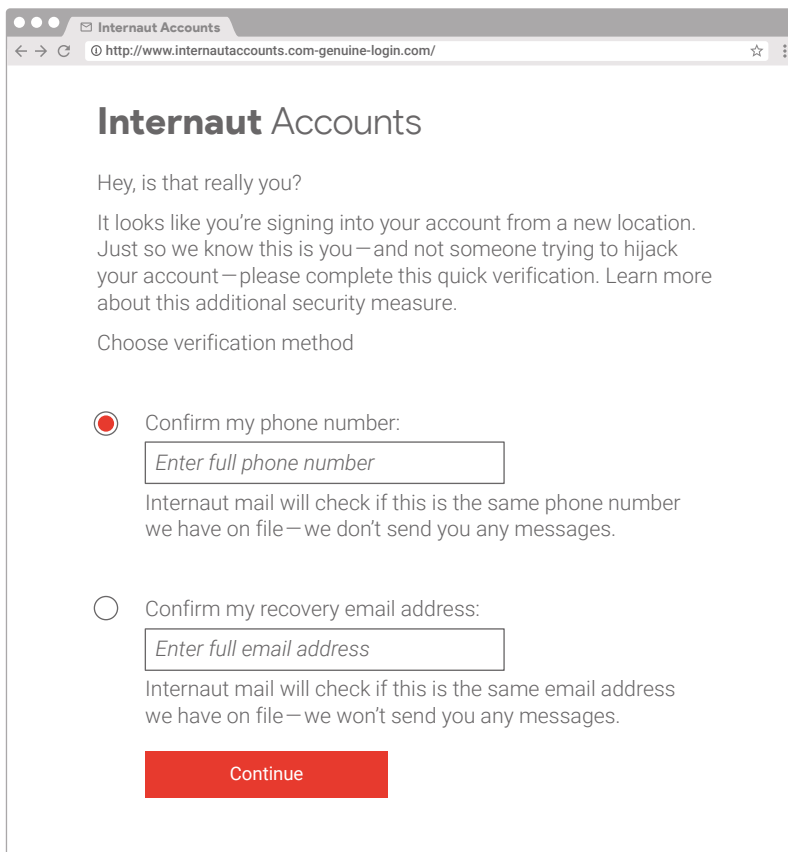 Internaut Accounts
http://www.internautaccounts.com-genuine-login.com/
Internaut Accounts
Hey, is that really you?
It looks like you’re signing into your account from a new location.
Just so we know this is you—and not someone trying to hijack
your account—please complete this quick verification. Learn more
about this additional security measure.
Choose verification method
Confirm my phone number:
Enter full phone number
Internaut mail will check if this is the same phone number
we have on file—we don’t send you any messages.
Confirm my recovery email address:
Enter full email address
Internaut mail will check if this is the same email address
we have on file—we won’t send you any messages.
Continue